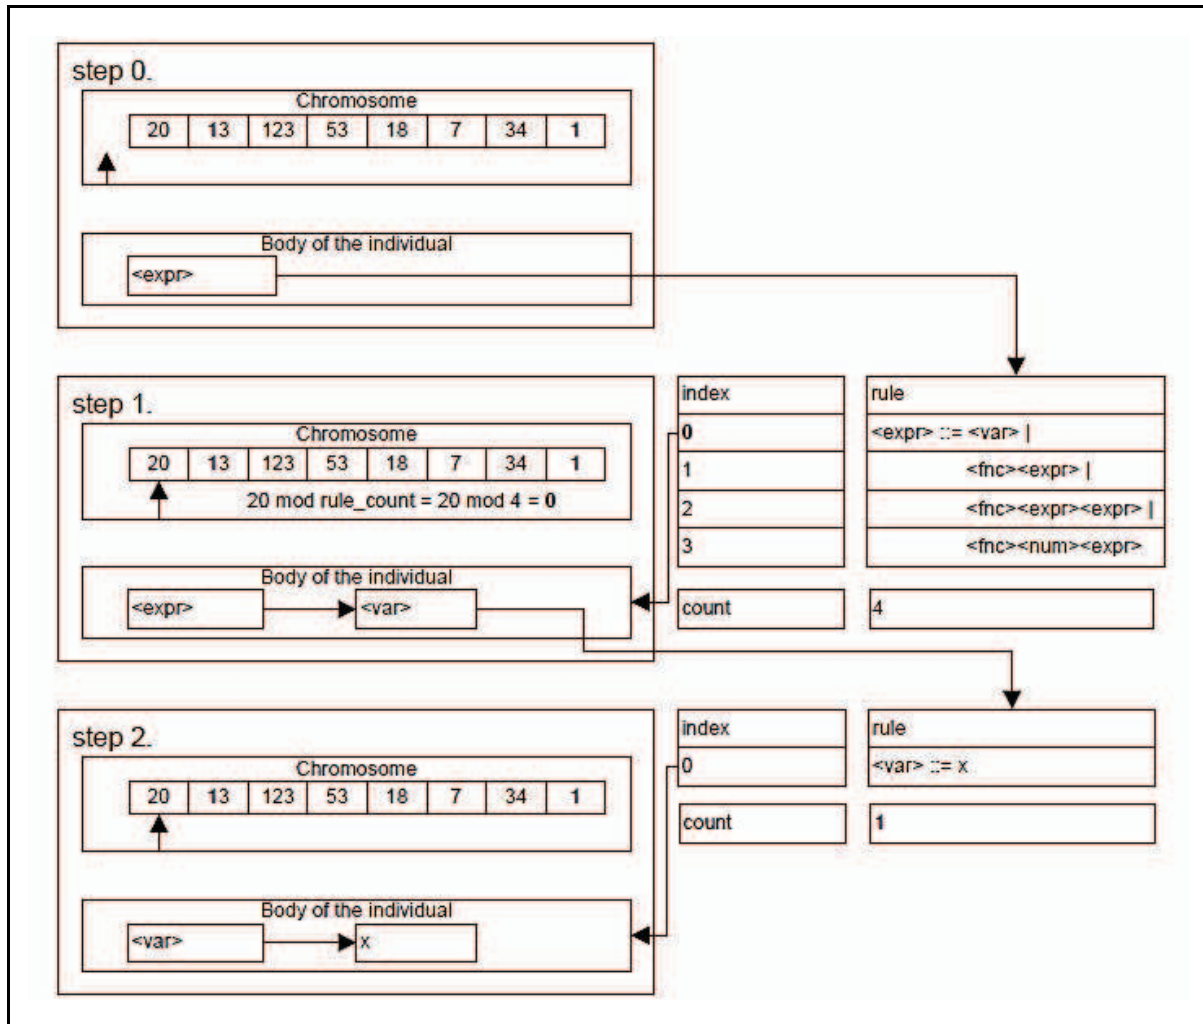 step 0.
Chromosome
20 13 123 53 18 7 34 1
Body of the individual
<expr>
step 1.
Chromosome
20 13 123 53 18 7 34 1
20 mod rule_count = 20 mod 4 = 0
Body of the individual
<expr> <var>
index rule
0 <expr> ::= <var> |
1 <fnc><expr> |
2 <fnc><expr><expr> |
3 <fnc><num><expr>
count 4
step 2.
Chromosome
20 13 123 53 18 7 34 1
Body of the individual
<var> x
index rule
0 <var> ::= x
count 1